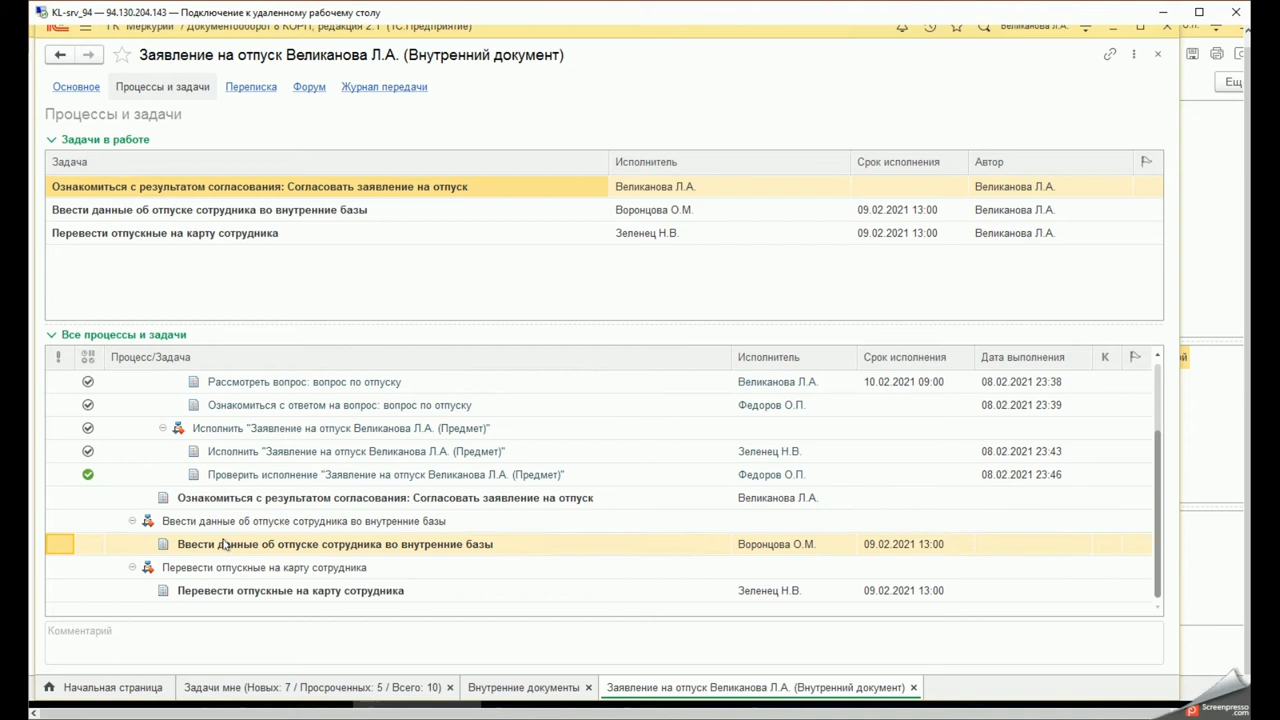 KL-srv_94 — 94.130.204.143 — Подключение к удаленному рабочему столу
ГК "Меркурий" / Документооборот 8 КОРП, редакция 2.1 (1С:Предприятие)
Великанова Л.А.
Заявление на отпуск Великанова Л.А. (Внутренний документ)
Основное Процессы и задачи Переписка Форум Журнал передачи
Ещ
Процессы и задачи
Задачи в работе
Задача Исполнитель Срок исполнения Автор
Ознакомиться с результатом согласования: Согласовать заявление на отпуск Великанова Л.А. Великанова Л.А.
Ввести данные об отпуске сотрудника во внутренние базы Воронцова О.М. 09.02.2021 13:00 Великанова Л.А.
Перевести отпускные на карту сотрудника Зеленец Н.В. 09.02.2021 13:00 Великанова Л.А.
Все процессы и задачи
Процесс/Задача Исполнитель Срок исполнения Дата выполнения К
Рассмотреть вопрос: вопрос по отпуску Великанова Л.А. 10.02.2021 09:00 08.02.2021 23:38
Ознакомиться с ответом на вопрос: вопрос по отпуску Федоров О.П. 08.02.2021 23:39
Исполнить "Заявление на отпуск Великанова Л.А. (Предмет)"
Исполнить "Заявление на отпуск Великанова Л.А. (Предмет)" Зеленец Н.В. 08.02.2021 23:43
Проверить исполнение "Заявление на отпуск Великанова Л.А. (Предмет)" Федоров О.П. 08.02.2021 23:46
Ознакомиться с результатом согласования: Согласовать заявление на отпуск Великанова Л.А.
Ввести данные об отпуске сотрудника во внутренние базы
Ввести данные об отпуске сотрудника во внутренние базы Воронцова О.М. 09.02.2021 13:00
Перевести отпускные на карту сотрудника
Перевести отпускные на карту сотрудника Зеленец Н.В. 09.02.2021 13:00
Комментарий
Начальная страница Задачи мне (Новых: 7 / Просроченных: 5 / Всего: 10) Внутренние документы Заявление на отпуск Великанова Л.А. (Внутренний документ)
Screenpresso
.com